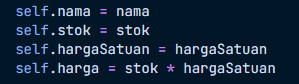 self.nama = nama
self.stok = stok
self.hargaSatuan = hargaSatuan
self.harga = stok * hargaSatuan